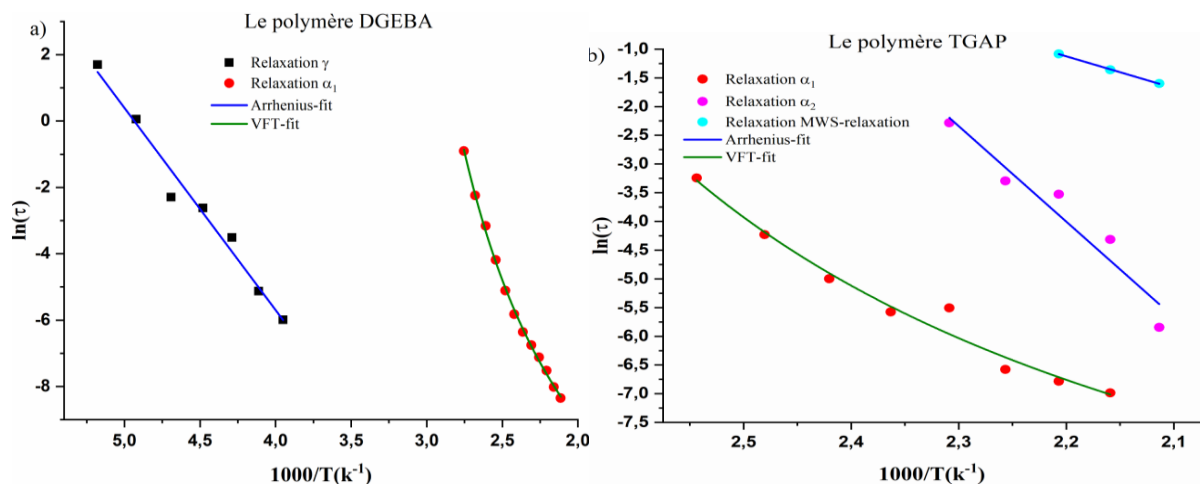 a)
Le polymère DGEBA
Relaxation γ
Relaxation α₁
Arrhenius-fit
VFT-fit
ln(τ)
2
0
-2
-4
-6
-8
5,0
4,5
4,0
3,5
3,0
2,5
2,0
1000/T(k⁻¹)
b)
Le polymère TGAP
Relaxation α₁
Relaxation α₂
Relaxation MWS-relaxation
Arrhenius-fit
VFT-fit
ln(τ)
-1,0
-1,5
-2,0
-2,5
-3,0
-3,5
-4,0
-4,5
-5,0
-5,5
-6,0
-6,5
-7,0
-7,5
2,5
2,4
2,3
2,2
2,1
1000/T(k⁻¹)